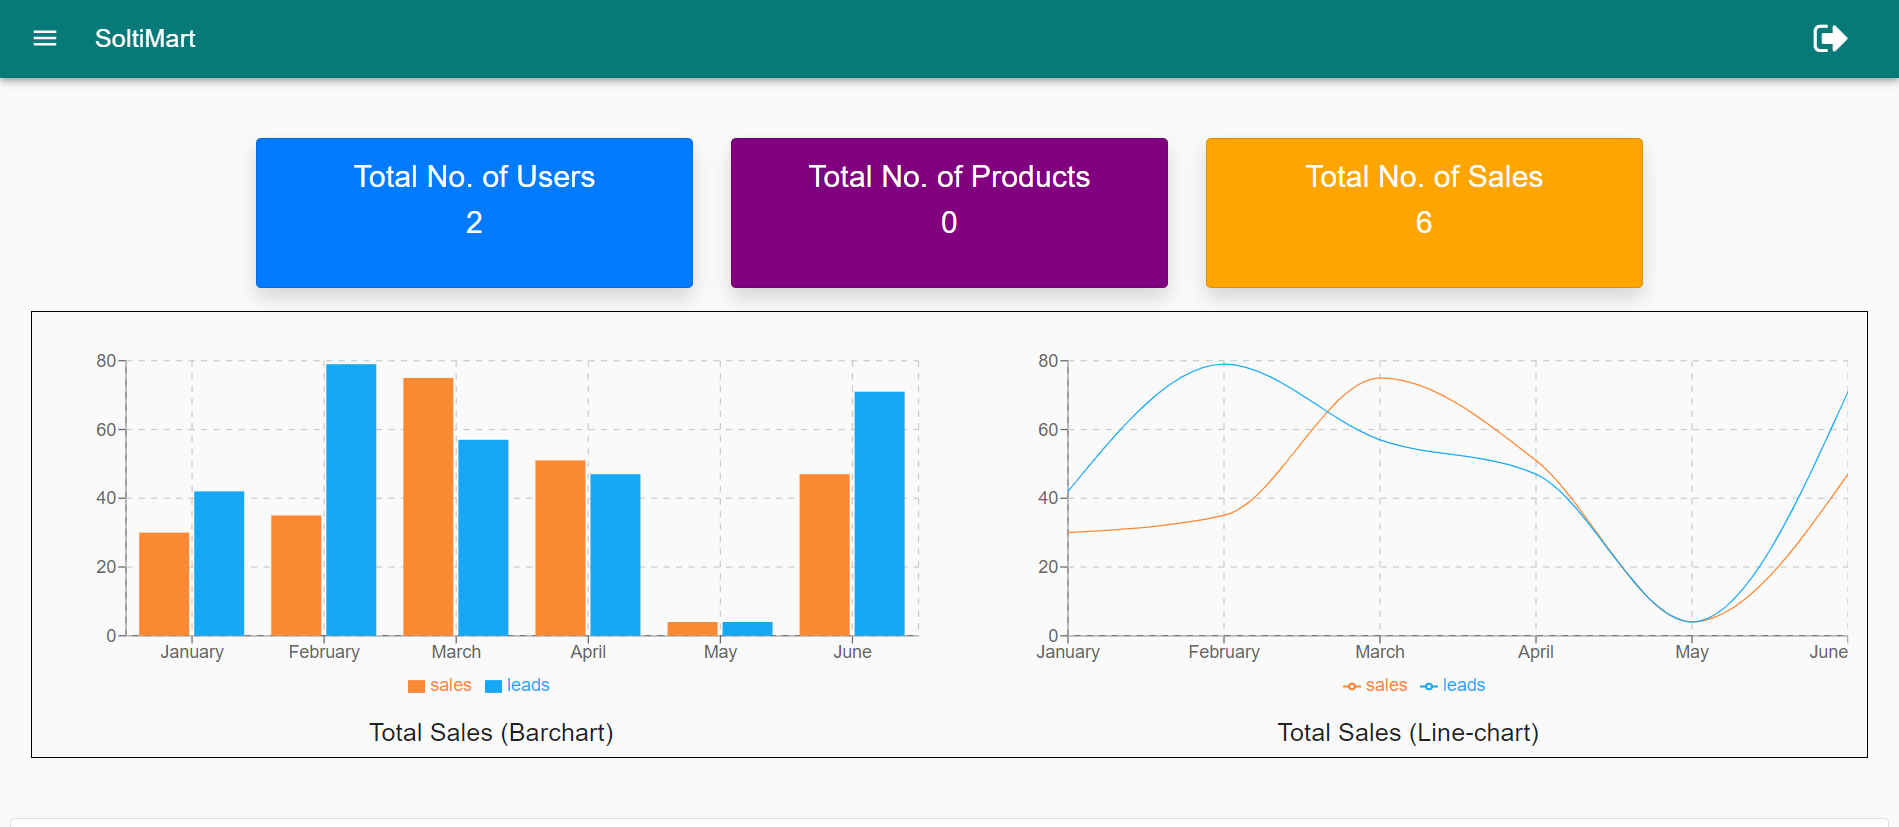 SoltiMart
Total No. of Users
2
Total No. of Products
0
Total No. of Sales
6
80
60
40
20
0
January February March April May June
sales leads
Total Sales (Barchart)
80
60
40
20
0
January February March April May June
sales leads
Total Sales (Line-chart)